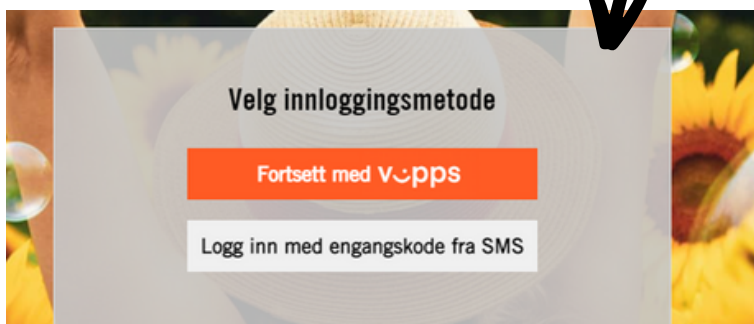 Velg innloggingsmetode
Fortsett med vipps
Logg inn med engangskode fra SMS